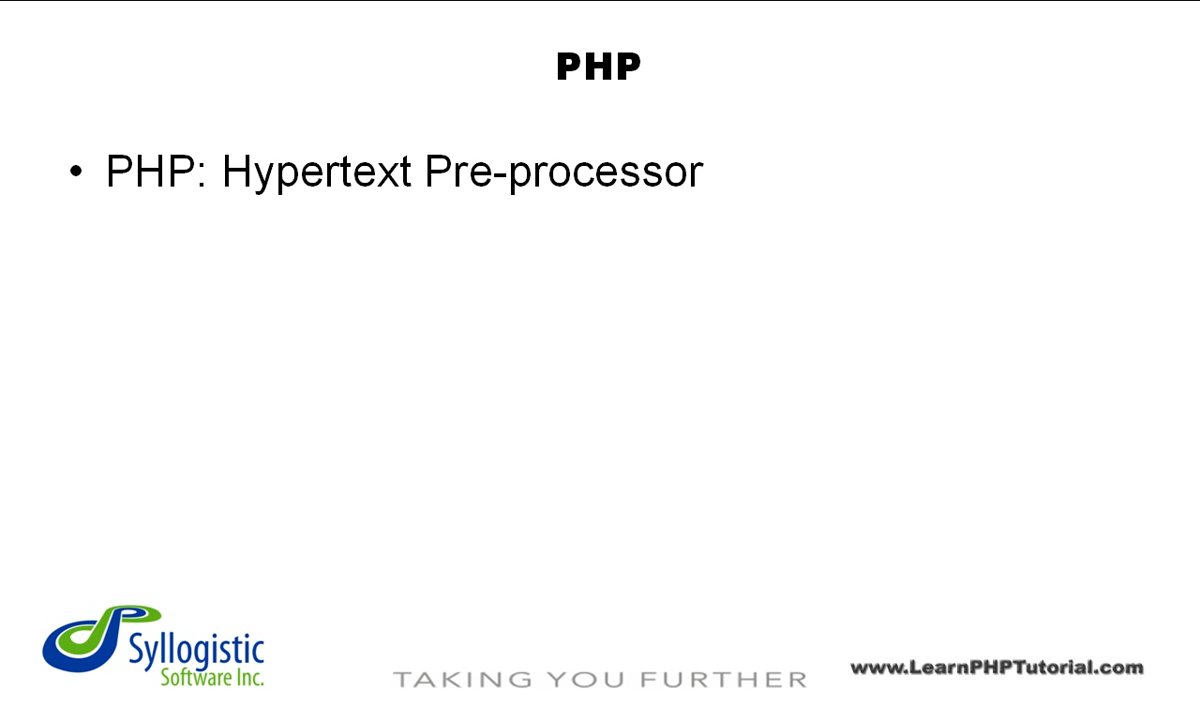 PHP
• PHP: Hypertext Pre-processor
Syllogistic
Software Inc.
TAKING YOU FURTHER
www.LearnPHPTutorial.com